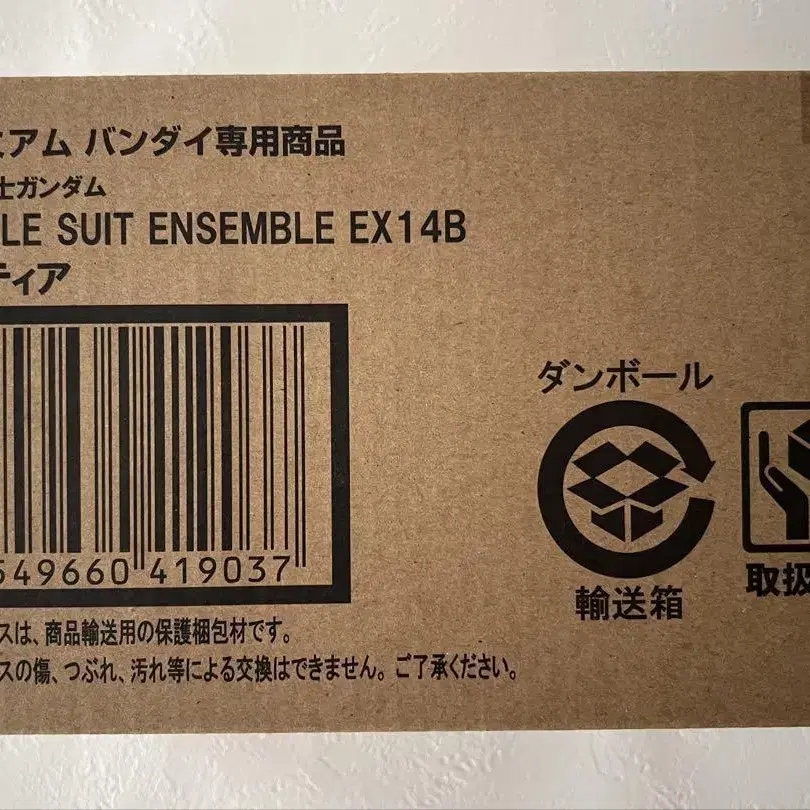 ミアム バンダイ専用商品
士ガンダム
LE SUIT ENSEMBLE EX14B
ティア
549660 419037
ダンボール
輸送箱
取扱
スは、商品輸送用の保護梱包材です。
スの傷、つぶれ、汚れ等による交換はできません。ご了承ください。